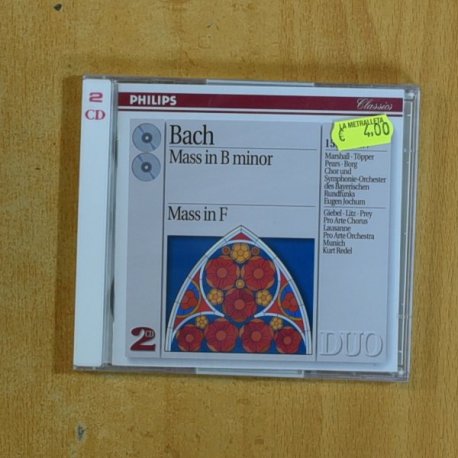 2
CD
PHILIPS
Classics
LA METRALLETA
€ 4,00
Bach
Mass in B minor
Marshall · Töpper
Pears · Borg
Chor und
Symphonie-Orchester
des Bayerischen
Rundfunks
Eugen Jochum
Mass in F
Giebel · Litz · Prey
Pro Arte Chorus
Lausanne
Pro Arte Orchestra
Munich
Kurt Redel
2 CD
DUO